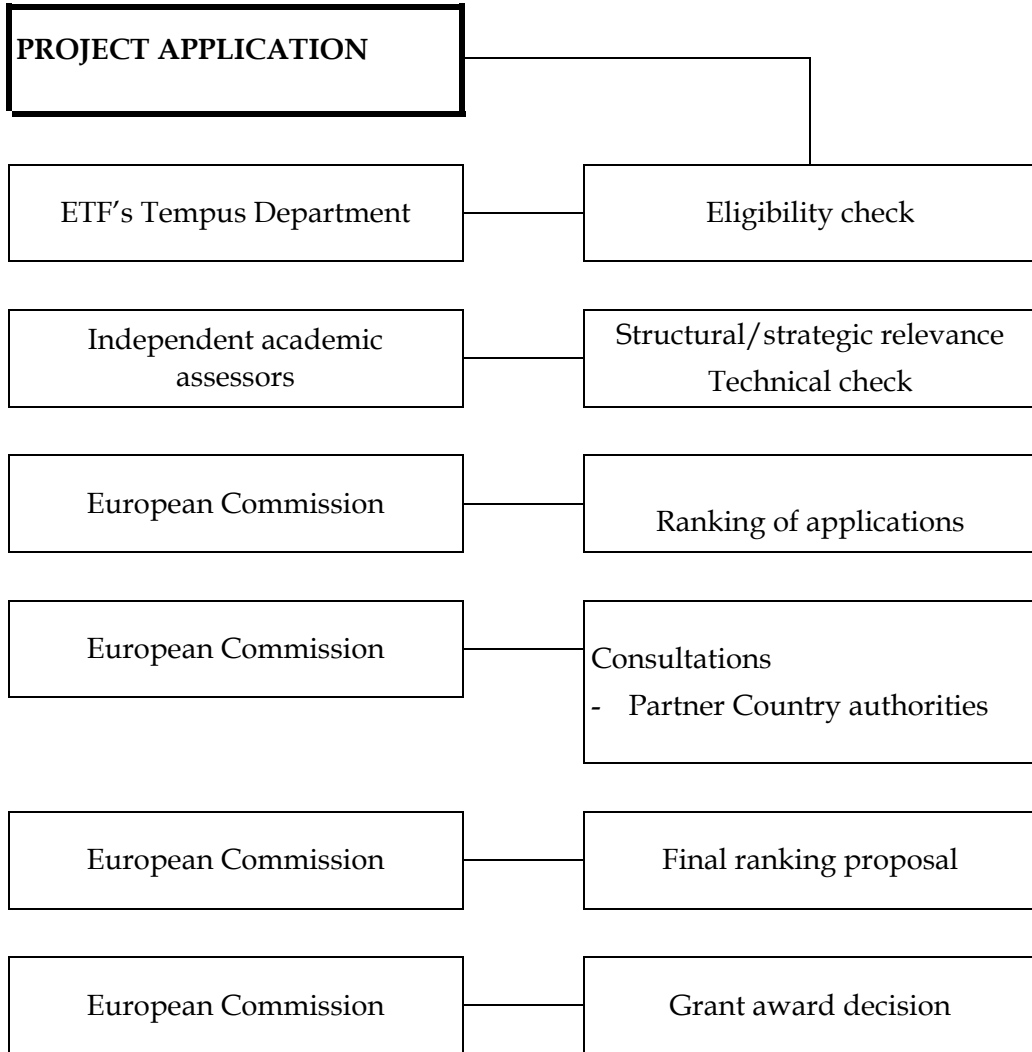 PROJECT APPLICATION
ETF’s Tempus Department
Eligibility check
Independent academic
assessors
Structural/strategic relevance
Technical check
European Commission
Ranking of applications
European Commission
Consultations
- Partner Country authorities
European Commission
Final ranking proposal
European Commission
Grant award decision